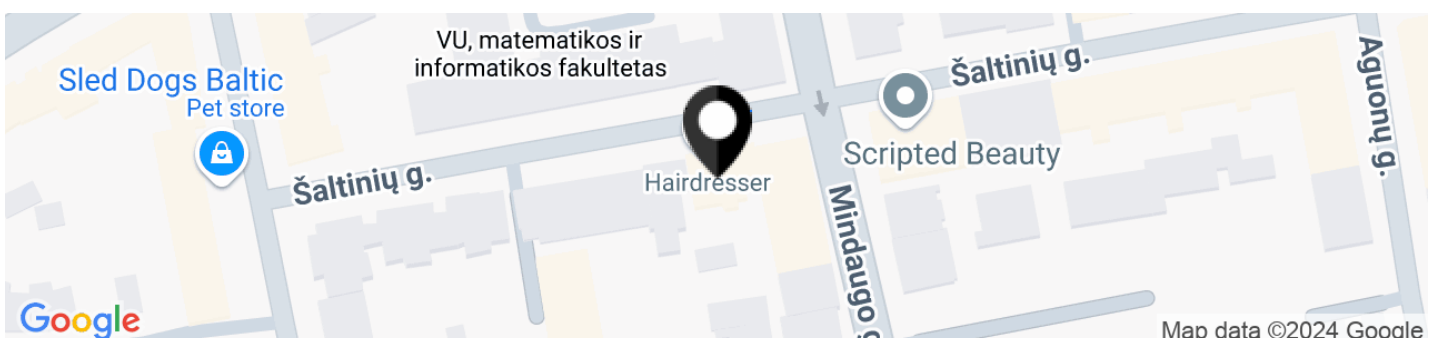 VU, matematikos ir
informatikos fakultetas
Sled Dogs Baltic
Pet store
Šaltinių g.
Hairdresser
Šaltinių g.
Scripted Beauty
Mindaugo g
Aguonų g.
Google
Map data ©2024 Google